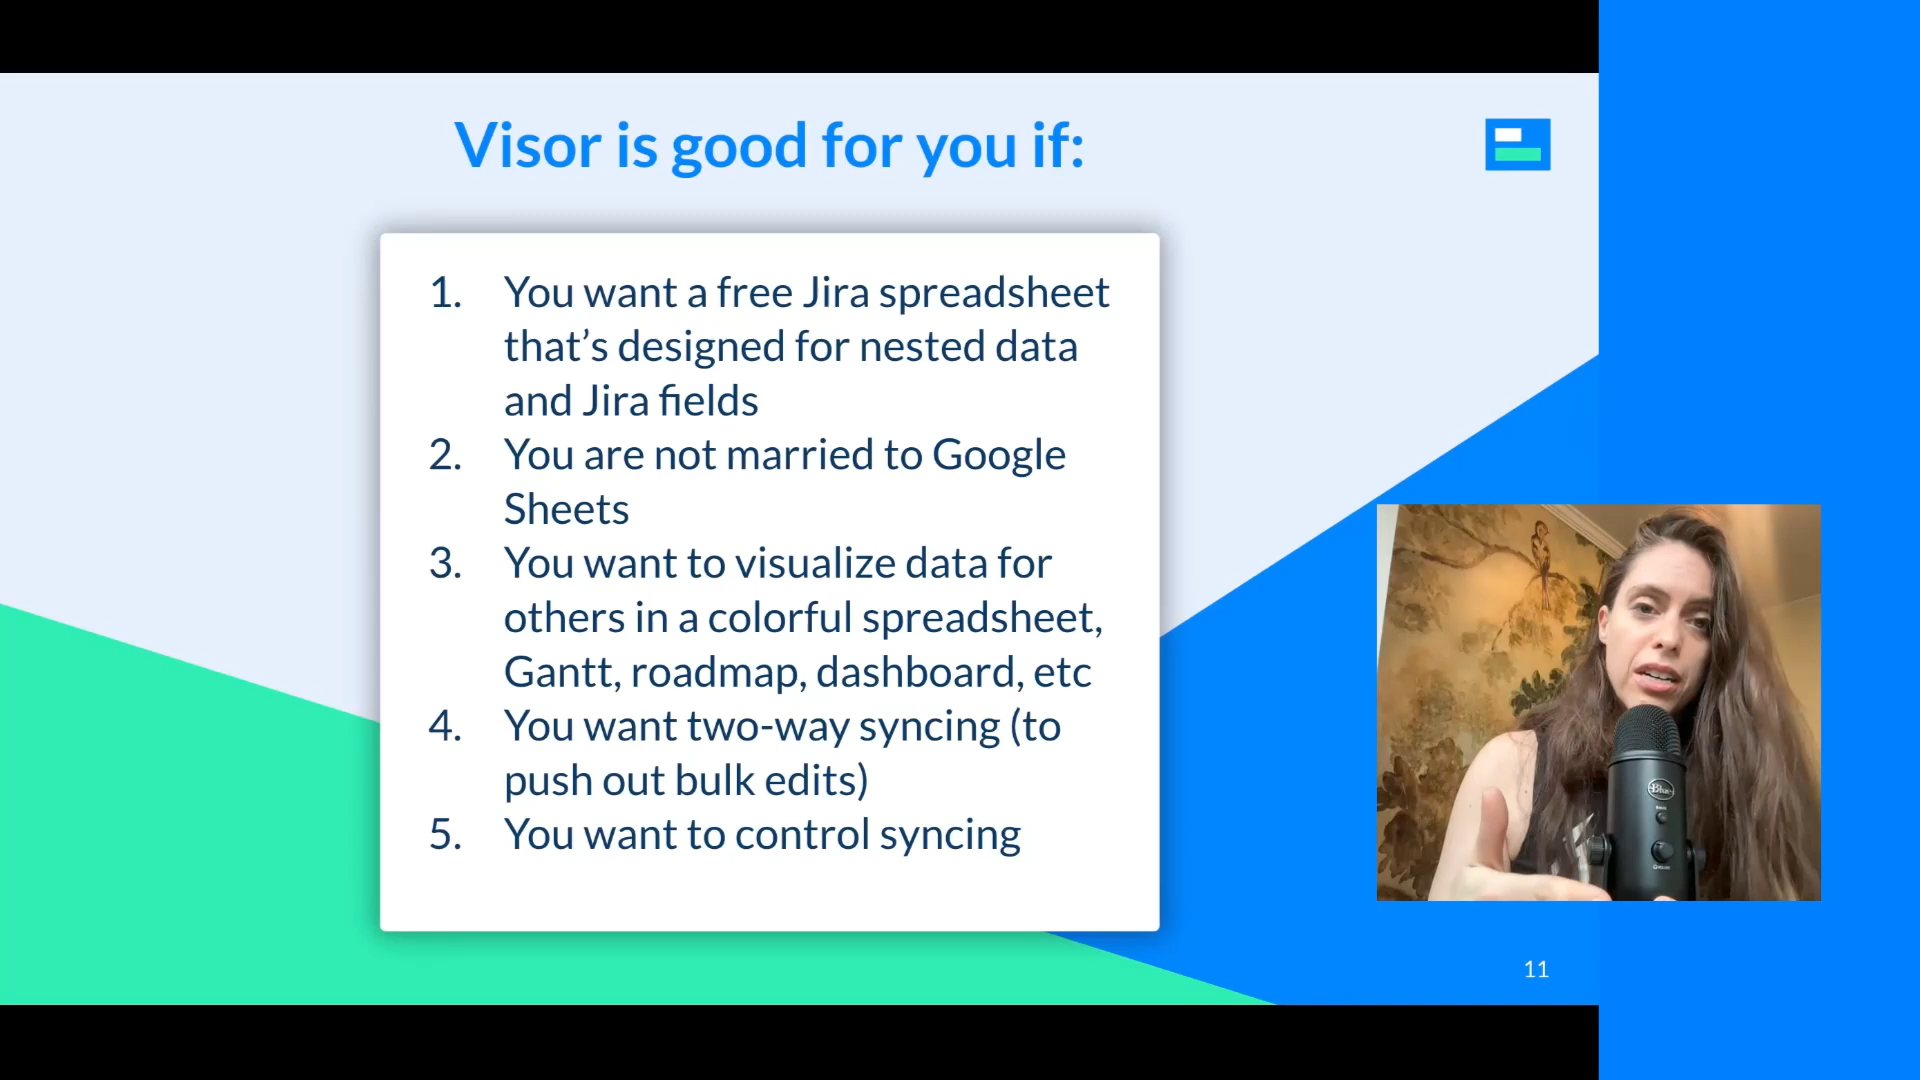 Visor is good for you if:
1. You want a free Jira spreadsheet
that’s designed for nested data
and Jira fields
2. You are not married to Google
Sheets
3. You want to visualize data for
others in a colorful spreadsheet,
Gantt, roadmap, dashboard, etc
4. You want two-way syncing (to
push out bulk edits)
5. You want to control syncing
Blue
11